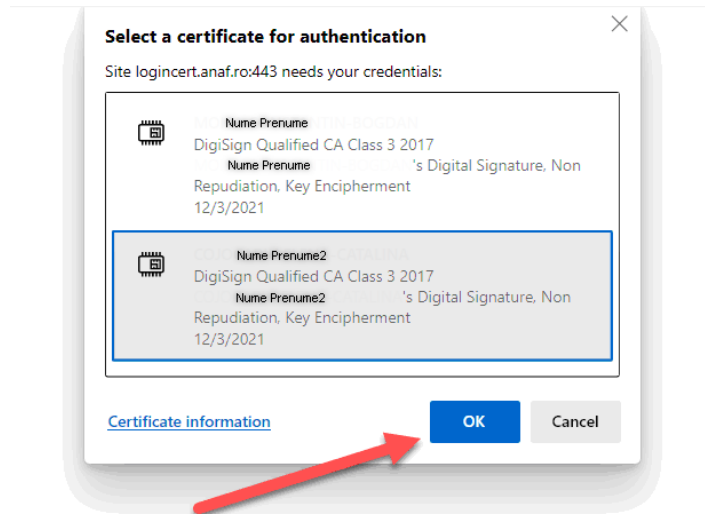 Select a certificate for authentication
Site logincert.anaf.ro:443 needs your credentials:
Nume Prenume
DigiSign Qualified CA Class 3 2017
Nume Prenume 's Digital Signature, Non
Repudiation, Key Encipherment
12/3/2021
Nume Prenume2
DigiSign Qualified CA Class 3 2017
Nume Prenume2 's Digital Signature, Non
Repudiation, Key Encipherment
12/3/2021
Certificate information
OK
Cancel